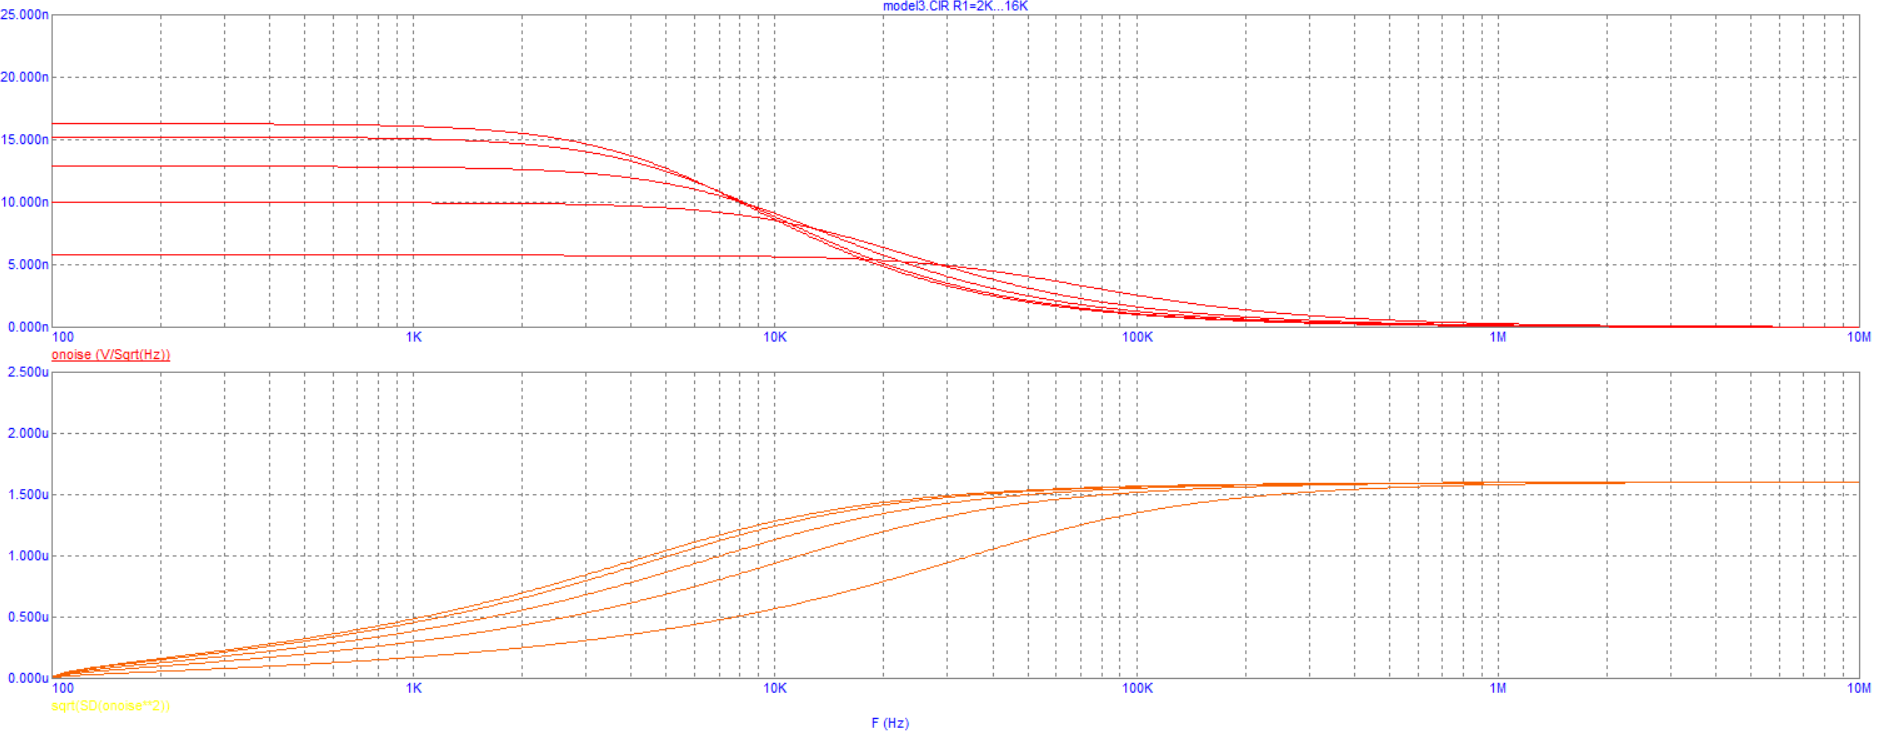 model3.CIR R1=2K...16K
25.000n
20.000n
15.000n
10.000n
5.000n
0.000n
100 1K 10K 100K 1M 10M
onoise (V/Sqrt(Hz))
2.500u
2.000u
1.500u
1.000u
0.500u
0.000u
100 1K 10K 100K 1M 10M
sqrt(SD(onoise**2))
F (Hz)